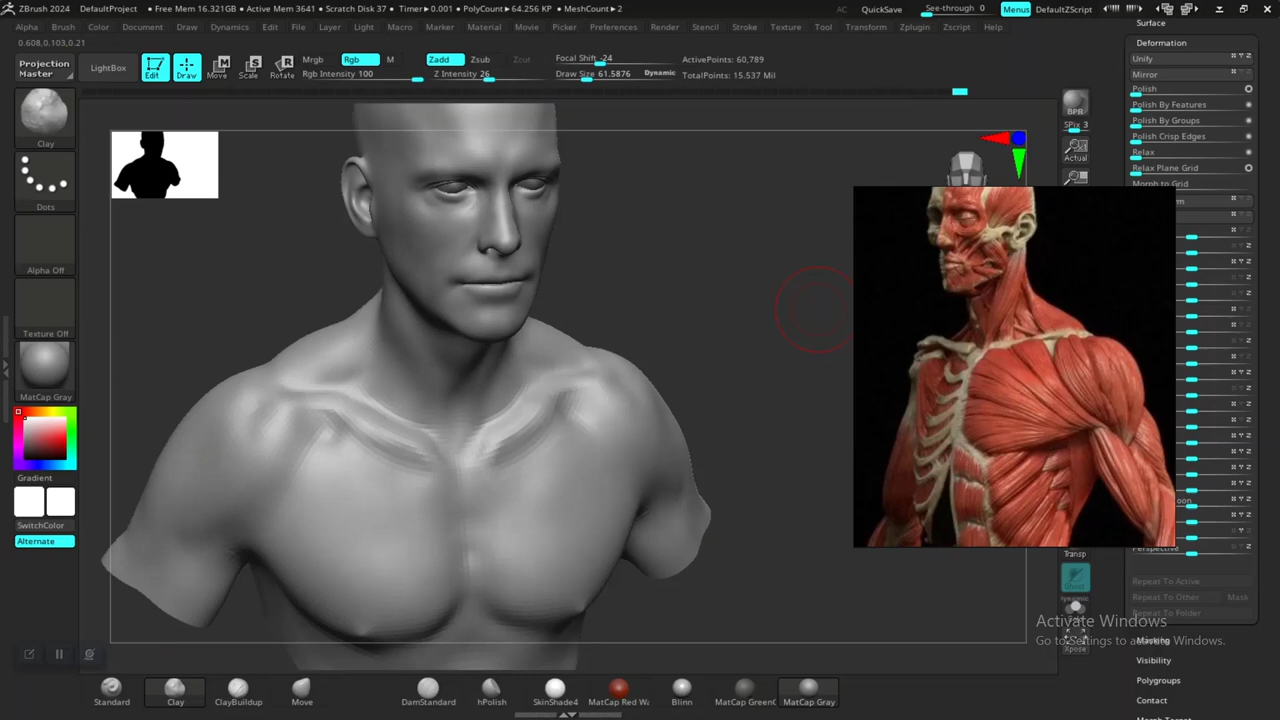 ZBrush 2024 DefaultProject • Free Mem 16.321GB • Active Mem 3641 • Scratch Disk 37 • Timer▶0.001 • PolyCount▶64.256 KP • MeshCount▶2 AC QuickSave See-through 0 Menus DefaultZScript
Alpha Brush Color Document Draw Dynamics Edit File Layer Light Macro Marker Material Movie Picker Preferences Render Stencil Stroke Texture Tool Transform Zplugin Zscript Help
0.608,0.103,0.21
Projection Master
LightBox
Edit
Draw
Move
Scale
Rotate
Mrgb Rgb M
Rgb Intensity 100
Zadd Zsub Zcut
Z Intensity 26
Focal Shift -24
Draw Size 61.5876 Dynamic
ActivePoints: 60,789
TotalPoints: 15.537 Mil
Clay
Dots
Alpha Off
Texture Off
MatCap Gray
Gradient
SwitchColor
Alternate
BPR
SPix 3
Actual
Transp
Ghost
Xpose
Surface
Deformation
Unify
Mirror
Polish
Polish By Features
Polish By Groups
Polish Crisp Edges
Relax
Relax Plane Grid
Morph to Grid
Perspective
Repeat To Active
Repeat To Other Mask
Repeat To Folder
Activate Windows
Go to Settings to activate Windows.
Masking
Visibility
Polygroups
Contact
Morph Target
Standard
Clay
ClayBuildup
Move
DamStandard
hPolish
SkinShade4
MatCap Red Wa
Blinn
MatCap GreenC
MatCap Gray